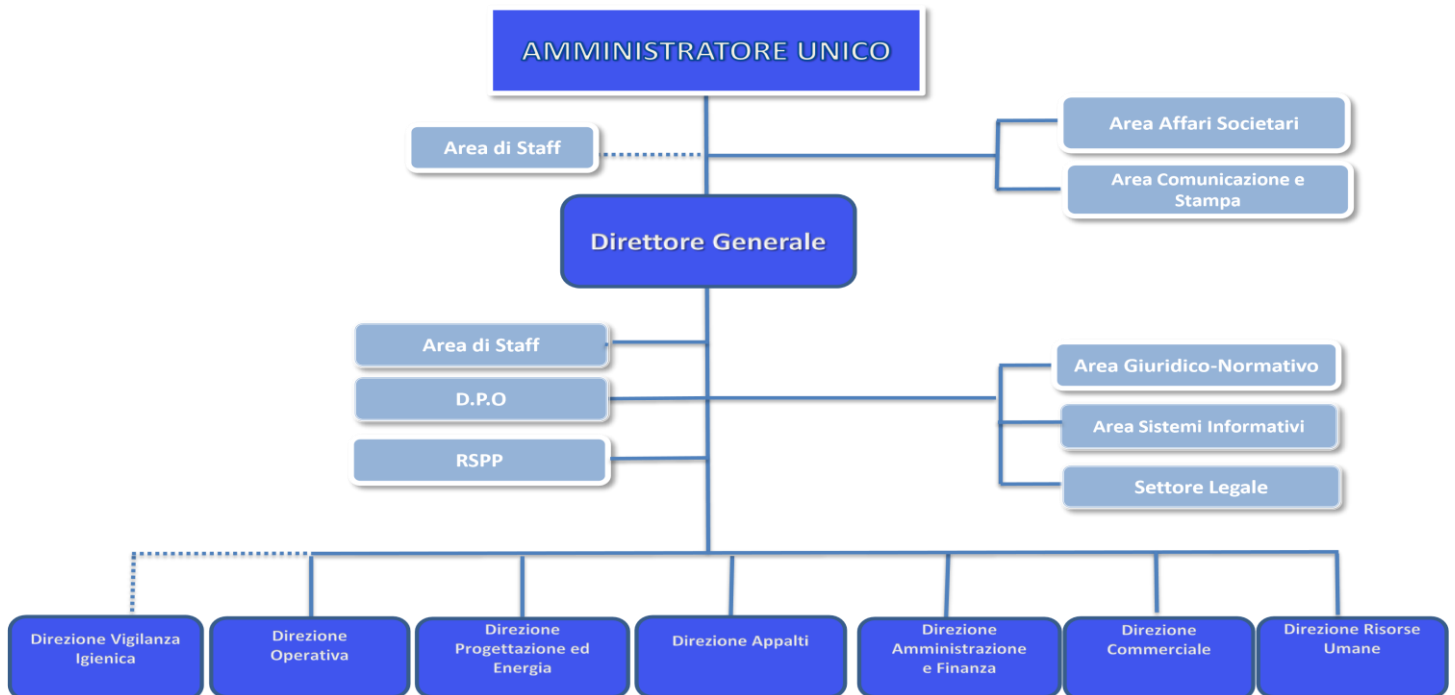 AMMINISTRATORE UNICO
Area di Staff
Area Affari Societari
Area Comunicazione e
Stampa
Direttore Generale
Area di Staff
D.P.O
RSPP
Area Giuridico-Normativo
Area Sistemi Informativi
Settore Legale
Direzione Vigilanza
Igienica
Direzione
Operativa
Direzione
Progettazione ed
Energia
Direzione Appalti
Direzione
Amministrazione
e Finanza
Direzione
Commerciale
Direzione Risorse
Umane